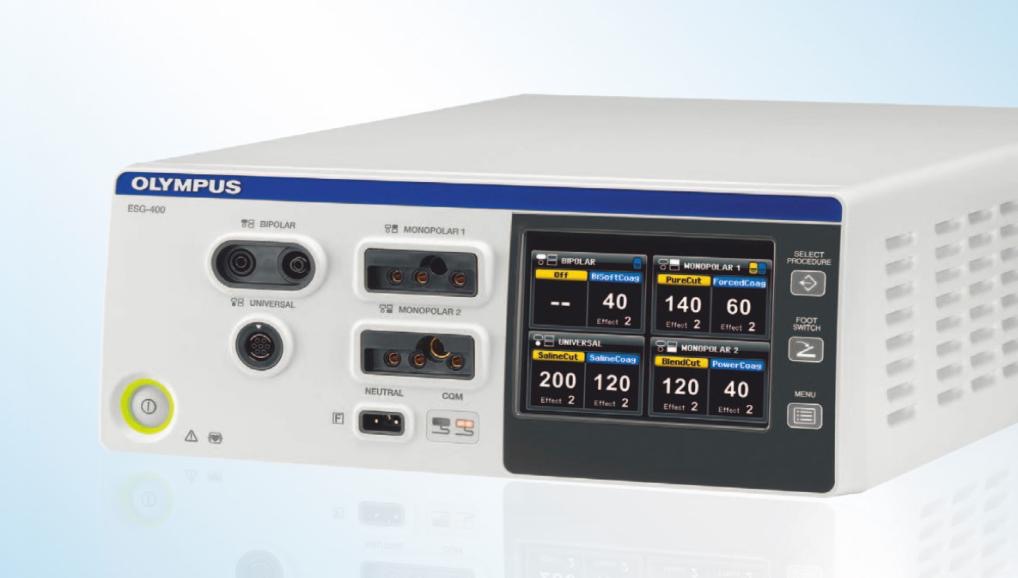 OLYMPUS
ESG-400
BIPOLAR
MONOPOLAR 1
UNIVERSAL
MONOPOLAR 2
NEUTRAL
CQM
F
BIPOLAR
Off
BiSoftCoag
--
40
Effect 2
MONOPOLAR 1
PureCut
ForcedCoag
140
60
Effect 2
Effect 2
UNIVERSAL
SalineCut
SalineCoag
200
120
Effect 2
Effect 2
MONOPOLAR 2
BlendCut
PowerCoag
120
40
Effect 2
Effect 2
SELECT
PROCEDURE
FOOT
SWITCH
MENU